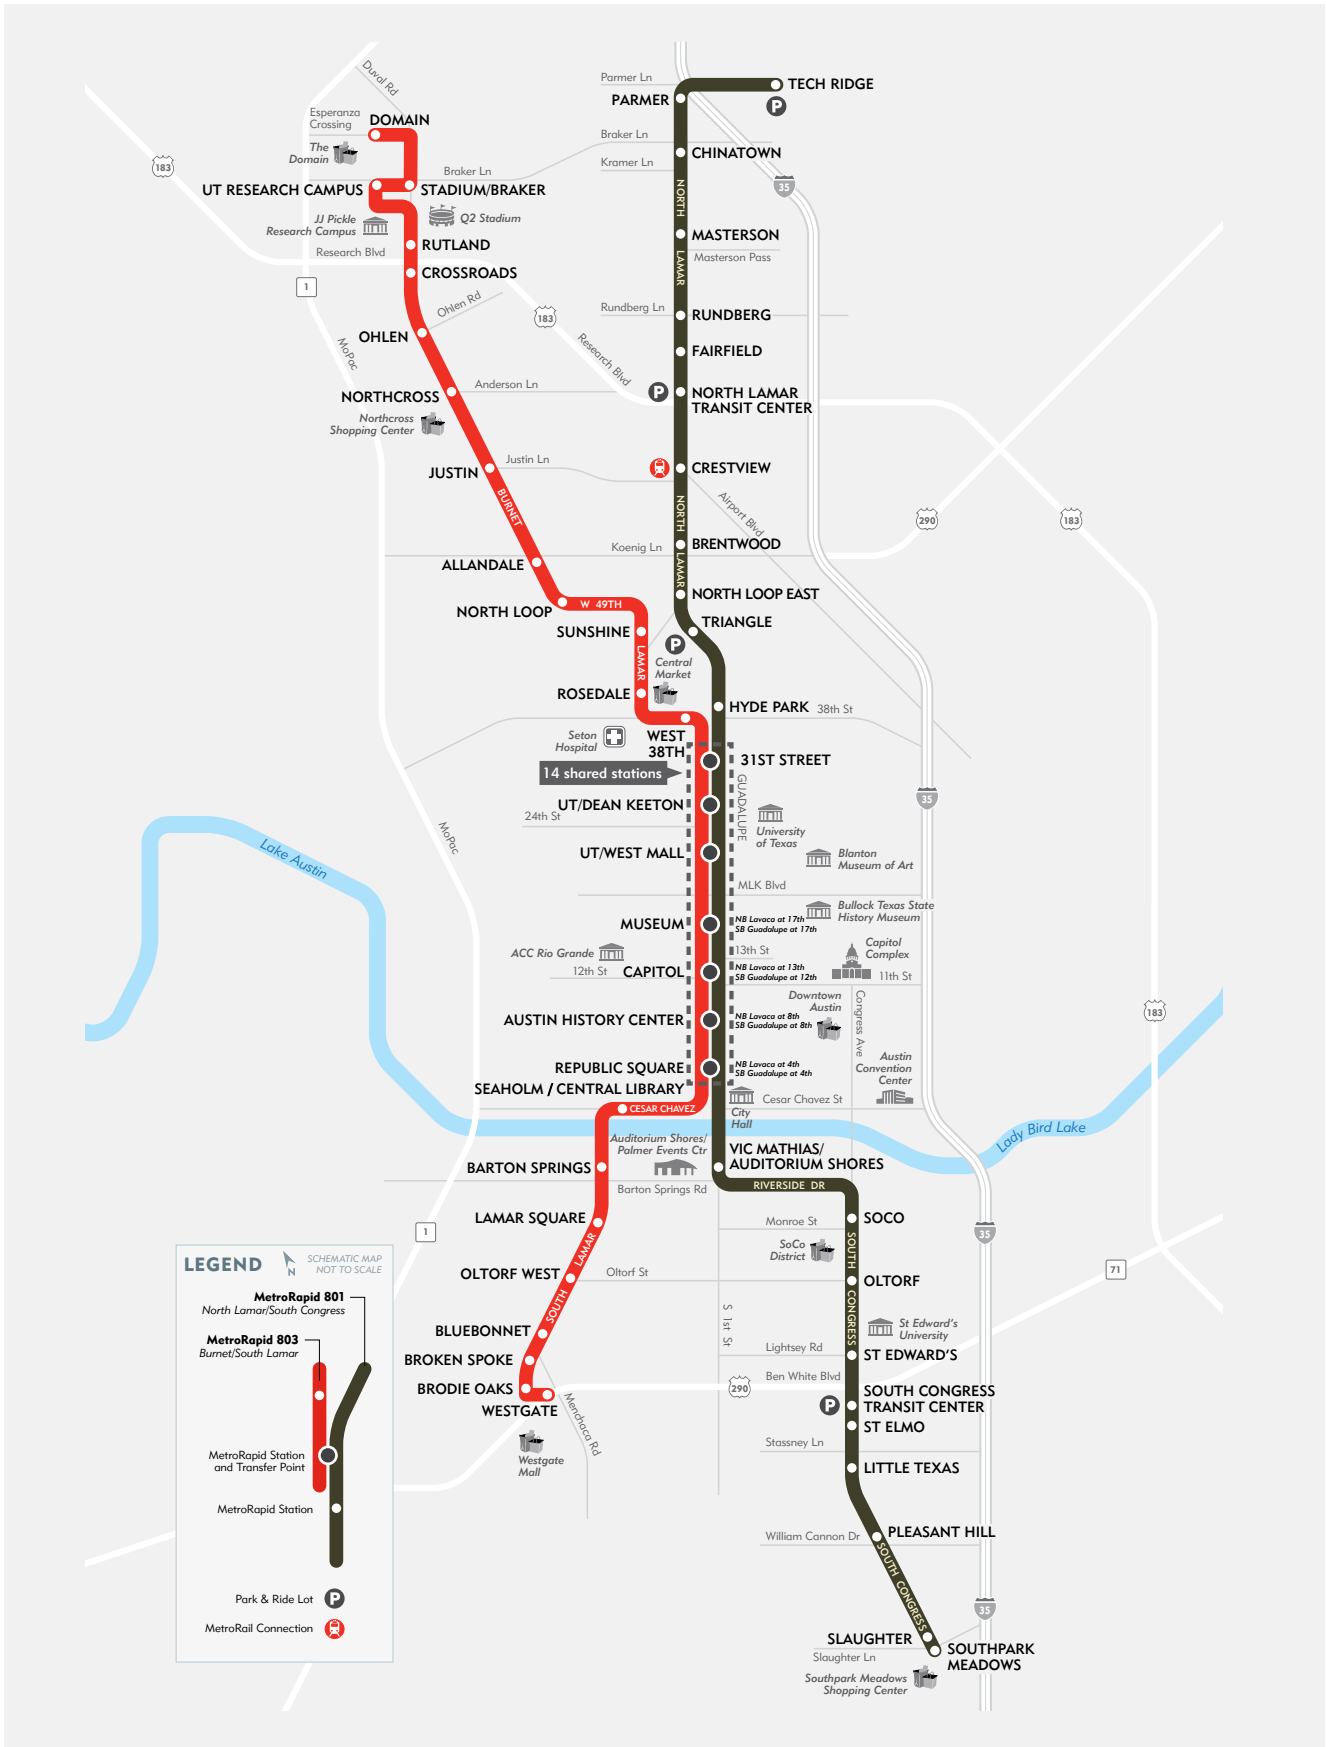 Duval Rd
Parmer Ln
TECH RIDGE
PARMER
P
Esperanza
Crossing
DOMAIN
Braker Ln
The
Domain
CHINATOWN
183
Kramer Ln
Braker Ln
35
UT RESEARCH CAMPUS
STADIUM/BRAKER
NORTH
JJ Pickle
Research Campus
Q2 Stadium
MASTERSON
RUTLAND
Research Blvd
LAMAR
Masterson Pass
CROSSROADS
1
Ohlen Rd
Rundberg Ln
RUNDBERG
183
OHLEN
MoPac
Research Blvd
FAIRFIELD
Anderson Ln
P
NORTH LAMAR
TRANSIT CENTER
NORTHCROSS
Northcross
Shopping Center
Justin Ln
CRESTVIEW
JUSTIN
BURNET
NORTH
Airport Blvd
290
183
Koenig Ln
BRENTWOOD
ALLANDALE
LAMAR
NORTH LOOP EAST
W 49TH
NORTH LOOP
TRIANGLE
SUNSHINE
P
LAMAR
Central
Market
ROSEDALE
HYDE PARK
38th St
Seton
Hospital
WEST
38TH
31ST STREET
14 shared stations
GUADALUPE
35
UT/DEAN KEETON
24th St
University
of Texas
MoPac
Lake Austin
UT/WEST MALL
Blanton
Museum of Art
MLK Blvd
Bullock Texas State
History Museum
MUSEUM
NB Lavaca at 17th
SB Guadalupe at 17th
ACC Rio Grande
13th St
Capitol
Complex
12th St
CAPITOL
NB Lavaca at 13th
SB Guadalupe at 12th
11th St
Downtown
Austin
Congress Ave
183
AUSTIN HISTORY CENTER
NB Lavaca at 8th
SB Guadalupe at 8th
Austin
Convention
Center
REPUBLIC SQUARE
NB Lavaca at 4th
SB Guadalupe at 4th
SEAHOLM / CENTRAL LIBRARY
CESAR CHAVEZ
Cesar Chavez St
City
Hall
Lady Bird Lake
Auditorium Shores/
Palmer Events Ctr
VIC MATHIAS/
AUDITORIUM SHORES
BARTON SPRINGS
Barton Springs Rd
RIVERSIDE DR
LAMAR SQUARE
Monroe St
SOCO
1
35
LAMAR
SOUTH
SoCo
District
71
OLTORF WEST
Oltorf St
OLTORF
SOUTH
CONGRESS
S 1st St
St Edward's
University
BLUEBONNET
Lightsey Rd
ST EDWARD'S
BROKEN SPOKE
Ben White Blvd
BRODIE OAKS
290
SOUTH CONGRESS
TRANSIT CENTER
P
WESTGATE
Menchaca Rd
ST ELMO
Stassney Ln
Westgate
Mall
LITTLE TEXAS
William Cannon Dr
PLEASANT HILL
SOUTH CONGRESS
35
SLAUGHTER
Slaughter Ln
SOUTHPARK
MEADOWS
Southpark Meadows
Shopping Center
LEGEND
N
SCHEMATIC MAP
NOT TO SCALE
MetroRapid 801
North Lamar/South Congress
MetroRapid 803
Burnet/South Lamar
MetroRapid Station
and Transfer Point
MetroRapid Station
Park & Ride Lot
P
MetroRail Connection